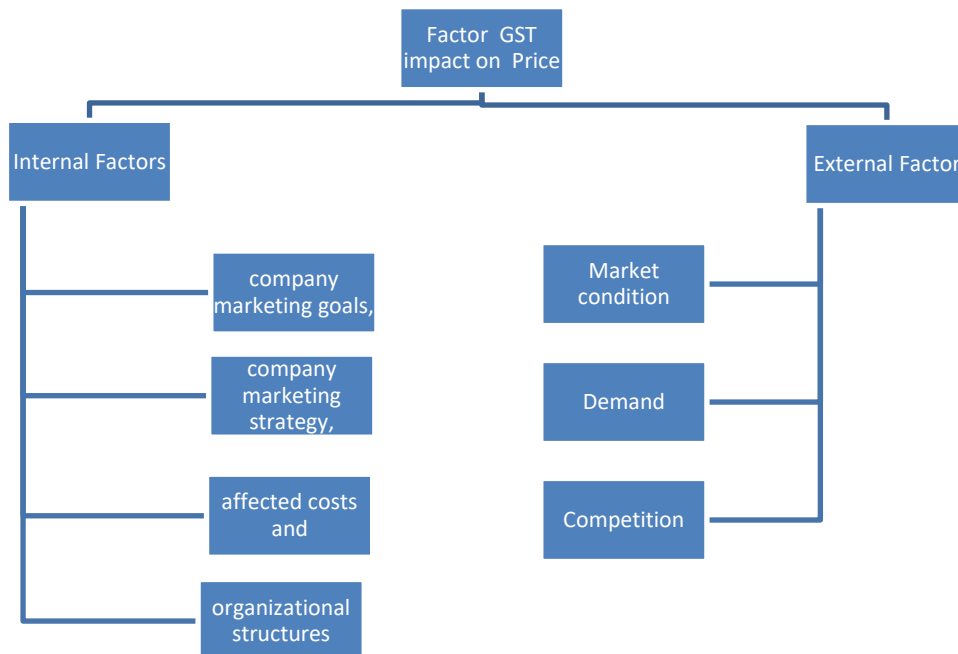 Factor GST
impact on Price
Internal Factors
External Factor
company
marketing goals,
company
marketing
strategy,
affected costs
and
organizational
structures
Market
condition
Demand
Competition